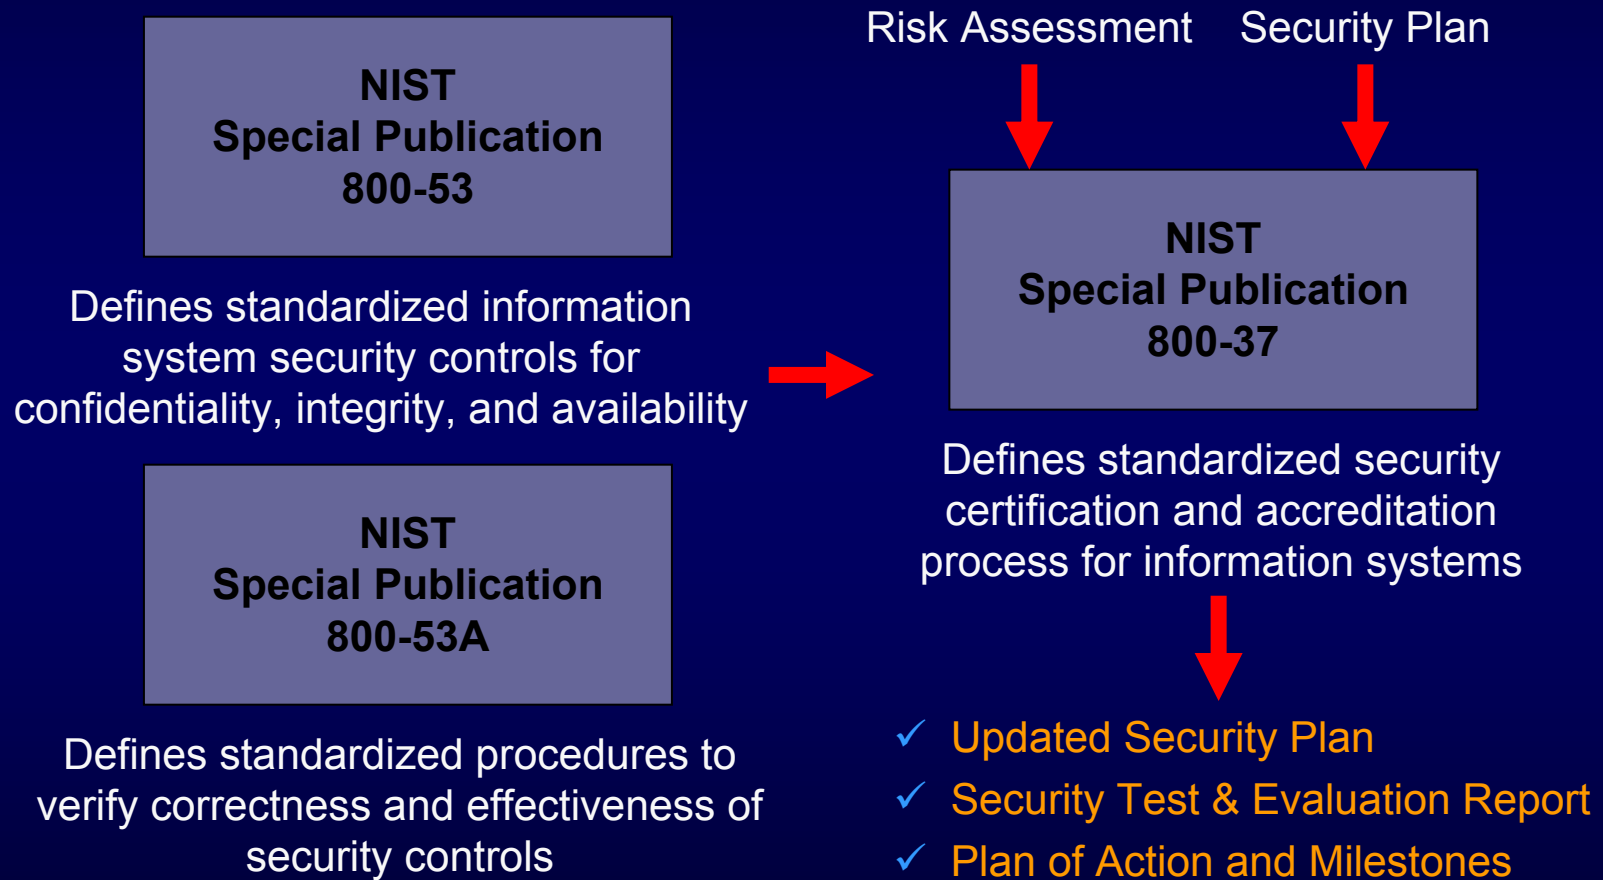 NIST
Special Publication
800-53
Defines standardized information
system security controls for
confidentiality, integrity, and availability
NIST
Special Publication
800-53A
Defines standardized procedures to
verify correctness and effectiveness of
security controls
Risk Assessment
Security Plan
NIST
Special Publication
800-37
Defines standardized security
certification and accreditation
process for information systems
✓ Updated Security Plan
✓ Security Test & Evaluation Report
✓ Plan of Action and Milestones